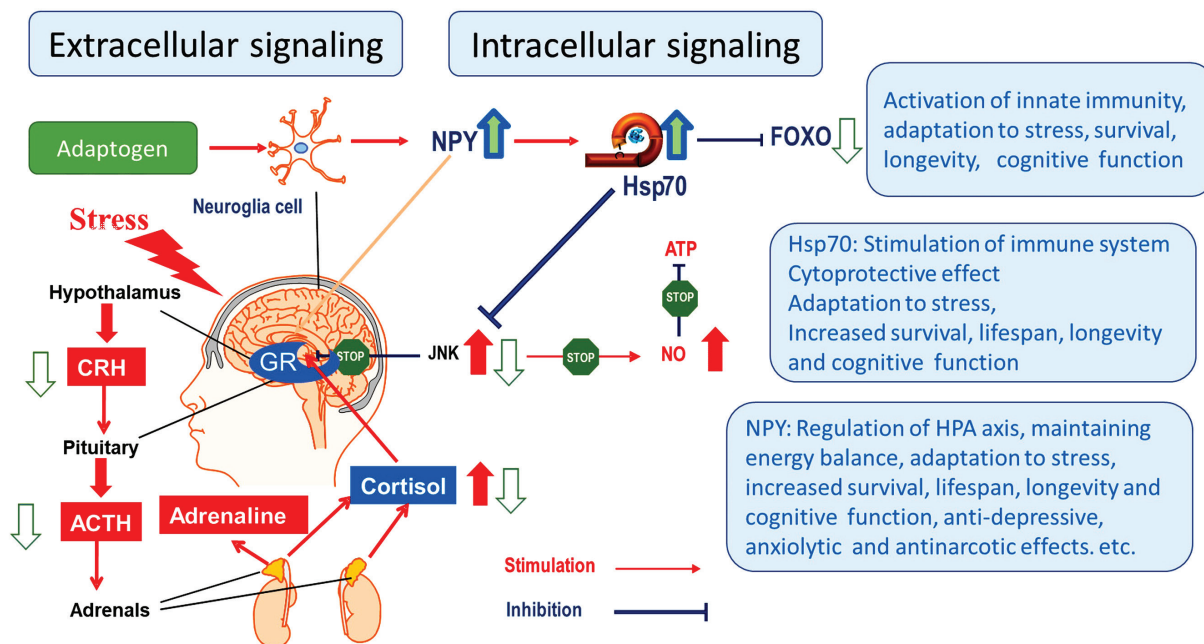 Extracellular signaling
Intracellular signaling
Adaptogen
NPY
Hsp70
FOXO
Activation of innate immunity,
adaptation to stress, survival,
longevity, cognitive function
Neuroglia cell
Stress
Hypothalamus
CRH
Pituitary
ACTH
Adrenals
Adrenaline
GR
STOP
JNK
STOP
NO
STOP
ATP
Cortisol
Hsp70: Stimulation of immune system
Cytoprotective effect
Adaptation to stress,
Increased survival, lifespan, longevity
and cognitive function
NPY: Regulation of HPA axis, maintaining
energy balance, adaptation to stress,
increased survival, lifespan, longevity and
cognitive function, anti-depressive,
anxiolytic and antinarcotic effects. etc.
Stimulation
Inhibition